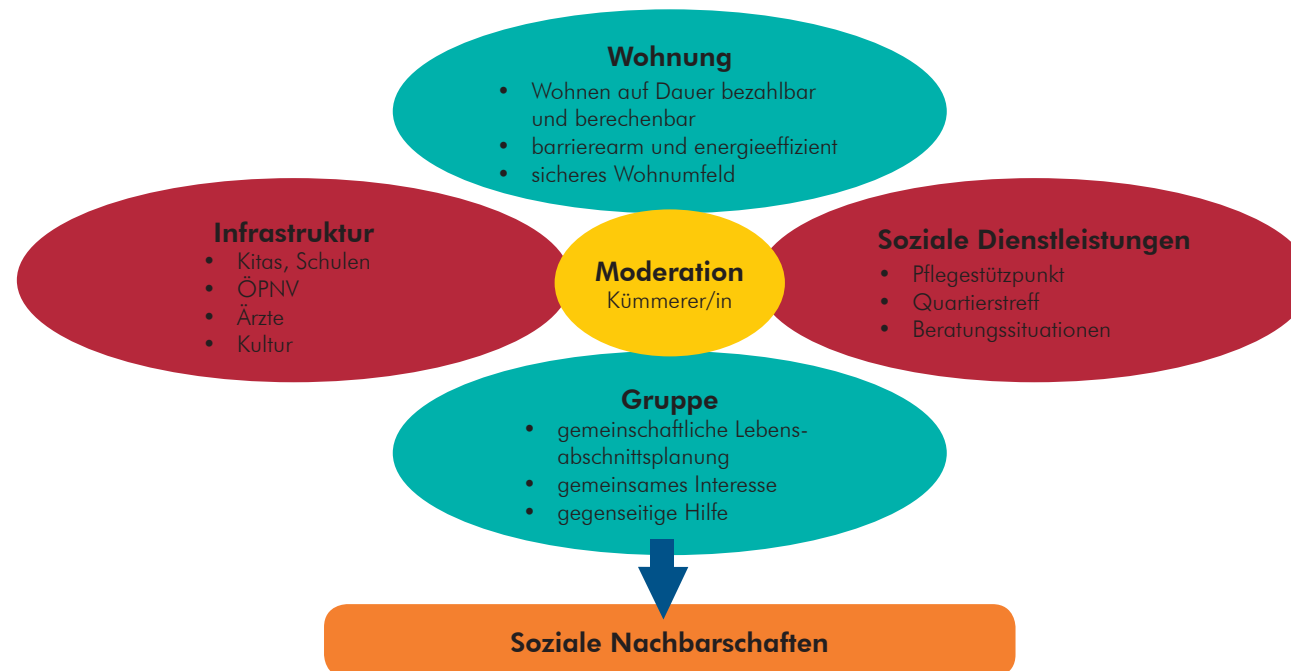 Wohnung
• Wohnen auf Dauer bezahlbar
und berechenbar
• barrierearm und energieeffizient
• sicheres Wohnumfeld
Infrastruktur
• Kitas, Schulen
• ÖPNV
• Ärzte
• Kultur
Moderation
Kümmerer/in
Soziale Dienstleistungen
• Pflegestützpunkt
• Quartierstreff
• Beratungssituationen
Gruppe
• gemeinschaftliche Lebens-
abschnittsplanung
• gemeinsames Interesse
• gegenseitige Hilfe
Soziale Nachbarschaften